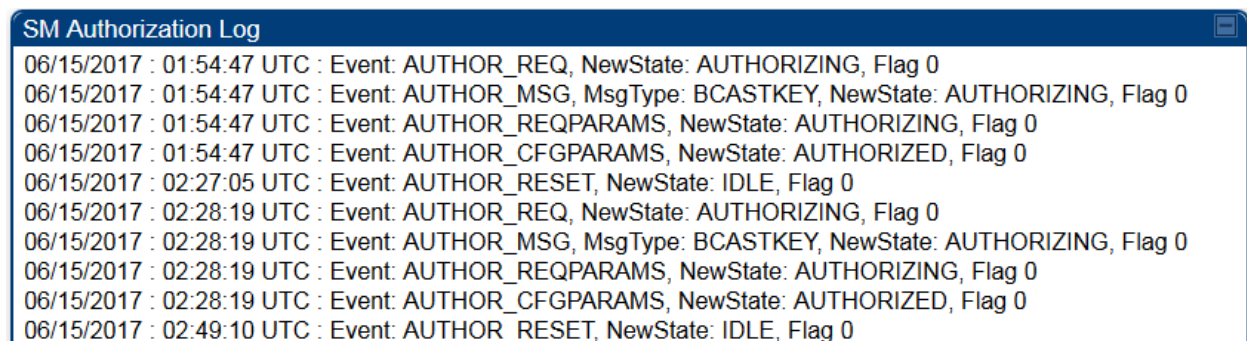 SM Authorization Log
06/15/2017 : 01:54:47 UTC : Event: AUTHOR_REQ, NewState: AUTHORIZING, Flag 0
06/15/2017 : 01:54:47 UTC : Event: AUTHOR_MSG, MsgType: BCASTKEY, NewState: AUTHORIZING, Flag 0
06/15/2017 : 01:54:47 UTC : Event: AUTHOR_REQPARAMS, NewState: AUTHORIZING, Flag 0
06/15/2017 : 01:54:47 UTC : Event: AUTHOR_CFGPARAMS, NewState: AUTHORIZED, Flag 0
06/15/2017 : 02:27:05 UTC : Event: AUTHOR_RESET, NewState: IDLE, Flag 0
06/15/2017 : 02:28:19 UTC : Event: AUTHOR_REQ, NewState: AUTHORIZING, Flag 0
06/15/2017 : 02:28:19 UTC : Event: AUTHOR_MSG, MsgType: BCASTKEY, NewState: AUTHORIZING, Flag 0
06/15/2017 : 02:28:19 UTC : Event: AUTHOR_REQPARAMS, NewState: AUTHORIZING, Flag 0
06/15/2017 : 02:28:19 UTC : Event: AUTHOR_CFGPARAMS, NewState: AUTHORIZED, Flag 0
06/15/2017 : 02:49:10 UTC : Event: AUTHOR_RESET, NewState: IDLE, Flag 0